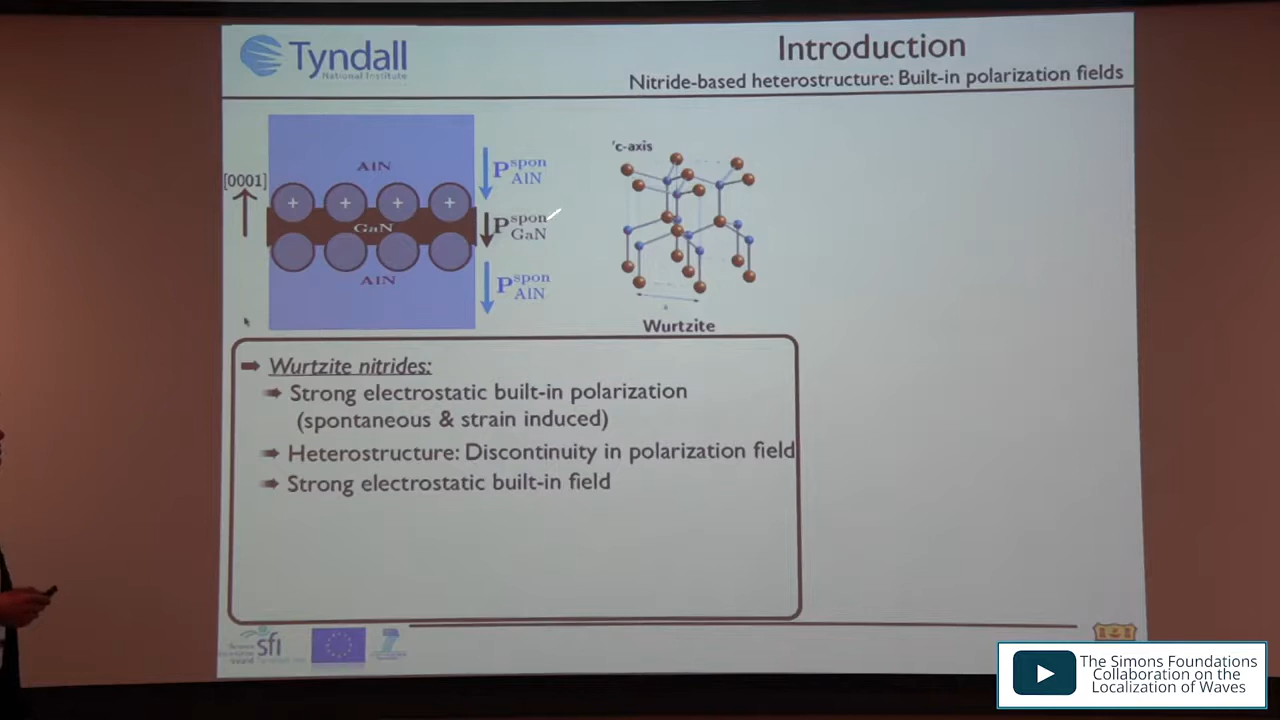 Tyndall
National Institute
Introduction
Nitride-based heterostructure: Built-in polarization fields
[0001]
AlN
+ + + +
GaN
AlN
P spon AlN
P spon GaN
P spon AlN
c-axis
Wurtzite
Wurtzite nitrides:
Strong electrostatic built-in polarization
(spontaneous & strain induced)
Heterostructure: Discontinuity in polarization field
Strong electrostatic built-in field
sfi
The Simons Foundations
Collaboration on the
Localization of Waves